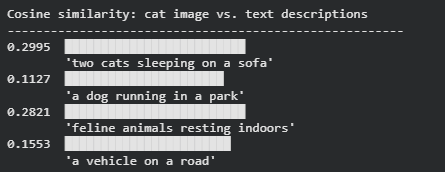 Cosine similarity: cat image vs. text descriptions
-------------------------------------------------------
0.2995
'two cats sleeping on a sofa'
0.1127
'a dog running in a park'
0.2821
'feline animals resting indoors'
0.1553
'a vehicle on a road'